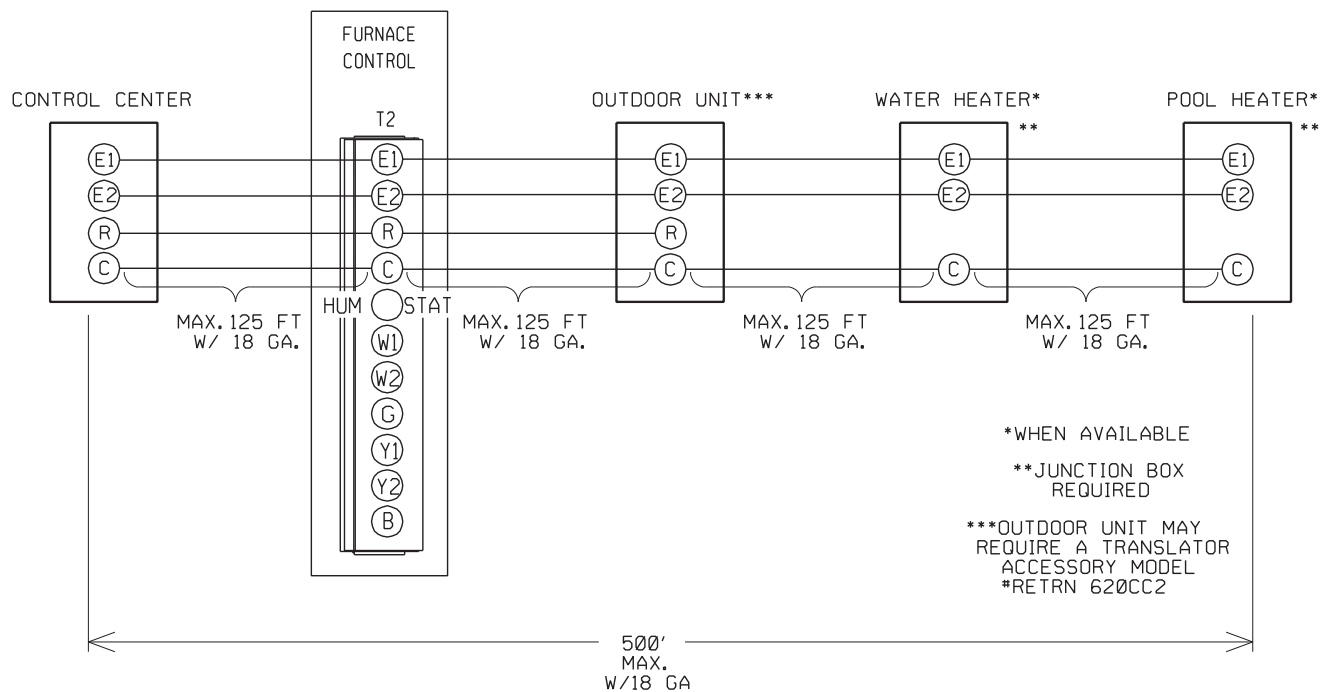 FURNACE
CONTROL
CONTROL CENTER
OUTDOOR UNIT***
WATER HEATER*
**
POOL HEATER*
**
T2
E1 E1 E1 E1 E1
E2 E2 E2 E2 E2
R R R
C C C C C
HUM STAT
MAX. 125 FT
W/ 18 GA.
MAX. 125 FT
W/ 18 GA.
MAX. 125 FT
W/ 18 GA.
MAX. 125 FT
W/ 18 GA.
W1
W2
G
Y1
Y2
B
*WHEN AVAILABLE
**JUNCTION BOX
REQUIRED
***OUTDOOR UNIT MAY
REQUIRE A TRANSLATOR
ACCESSORY MODEL
#RETRN 620CC2
500'
MAX.
W/18 GA